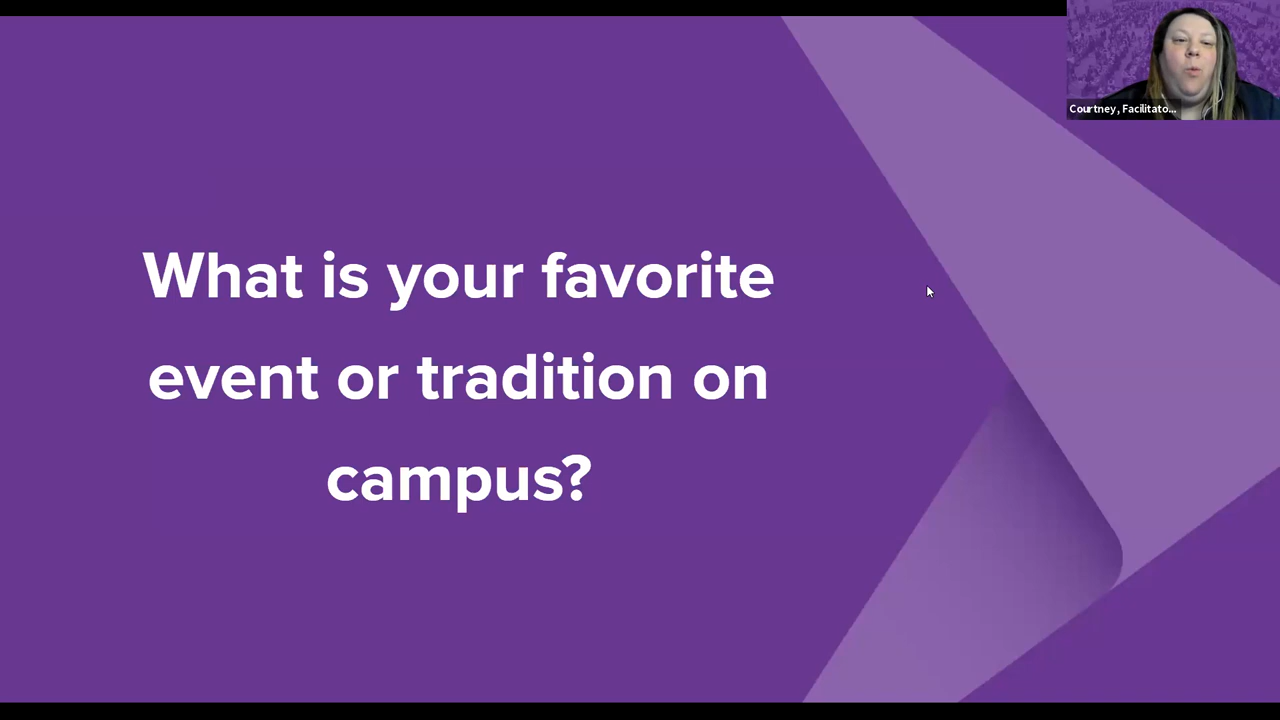 Courtney, Facilitato...
What is your favorite
event or tradition on
campus?